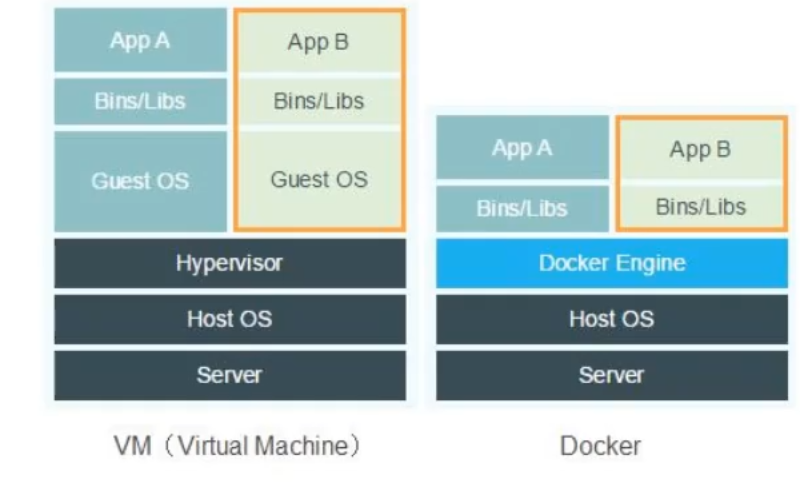 App A
App B
Bins/Libs
Bins/Libs
Guest OS
Guest OS
Hypervisor
Host OS
Server
VM（Virtual Machine）
App A
App B
Bins/Libs
Bins/Libs
Docker Engine
Host OS
Server
Docker